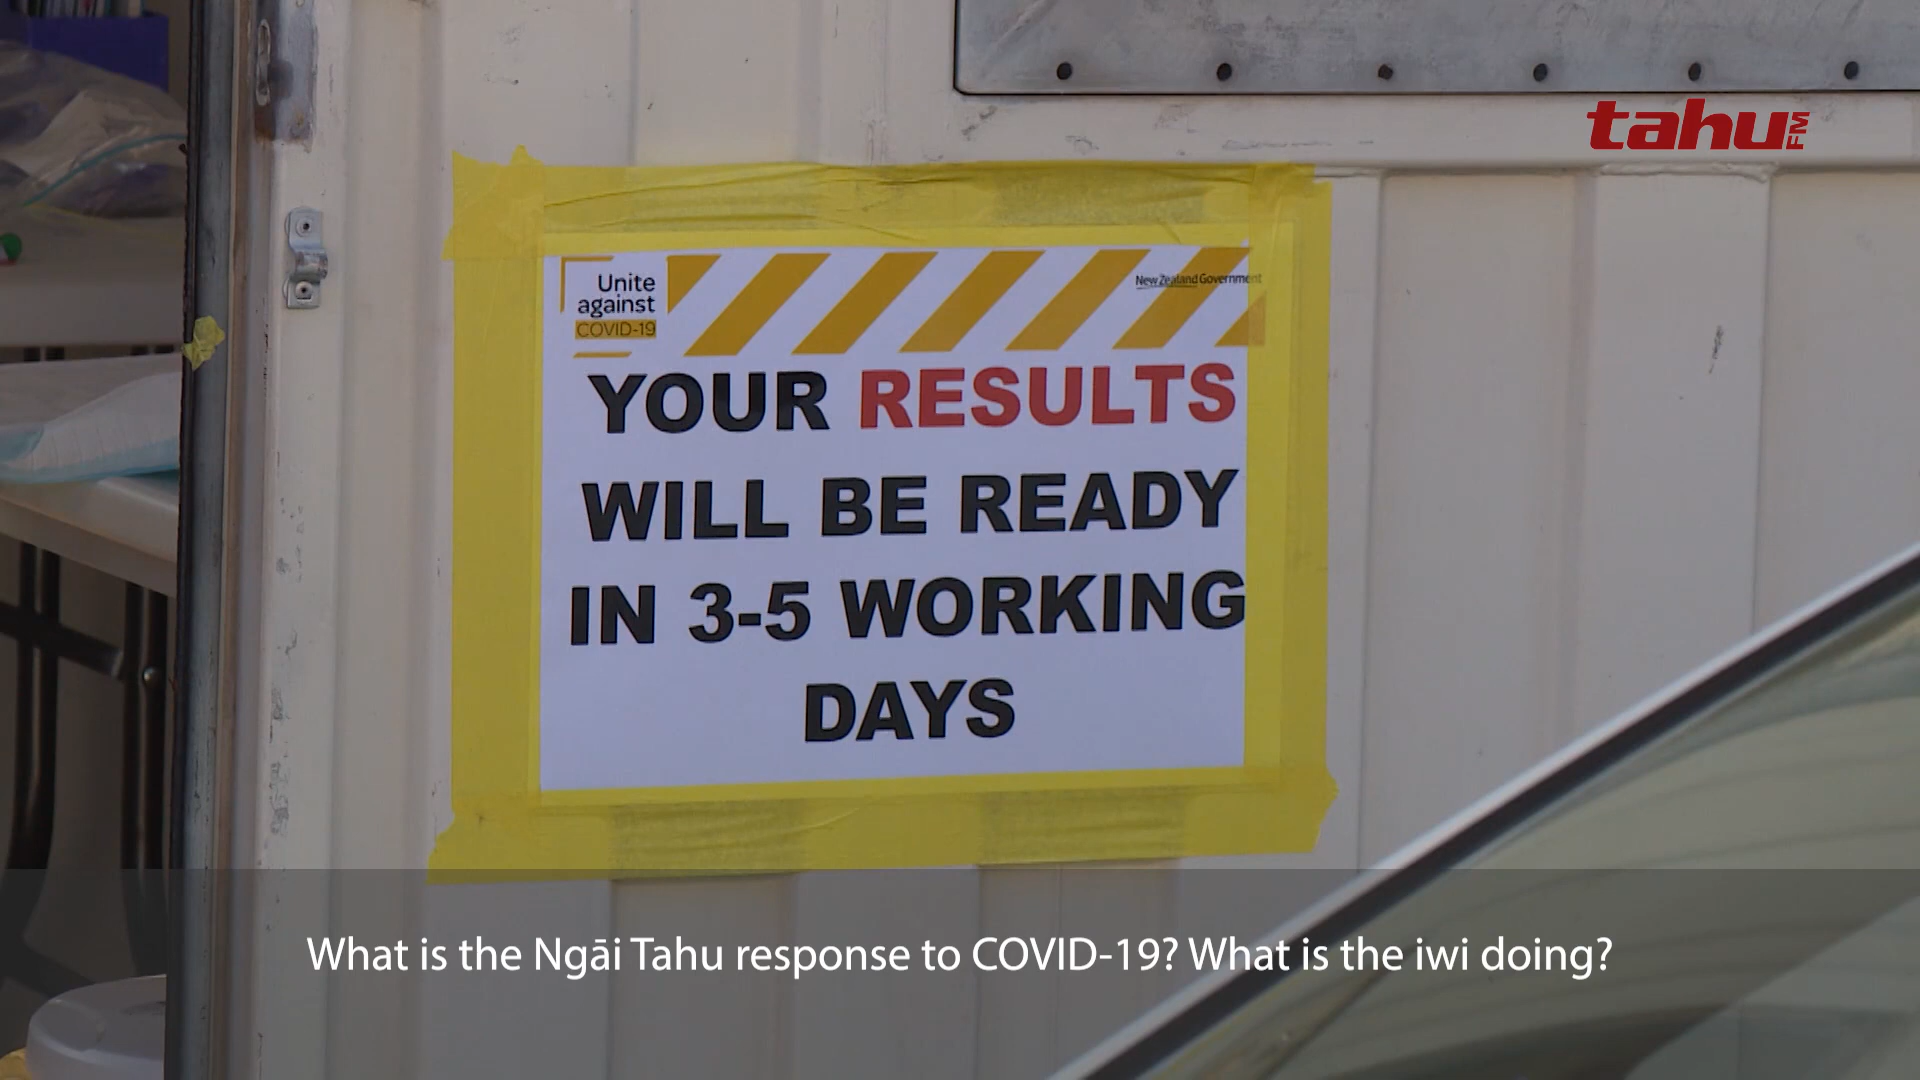 tahu FM
Unite
against
COVID-19
New Zealand Government
YOUR RESULTS
WILL BE READY
IN 3-5 WORKING
DAYS
What is the Ngāi Tahu response to COVID-19? What is the iwi doing?